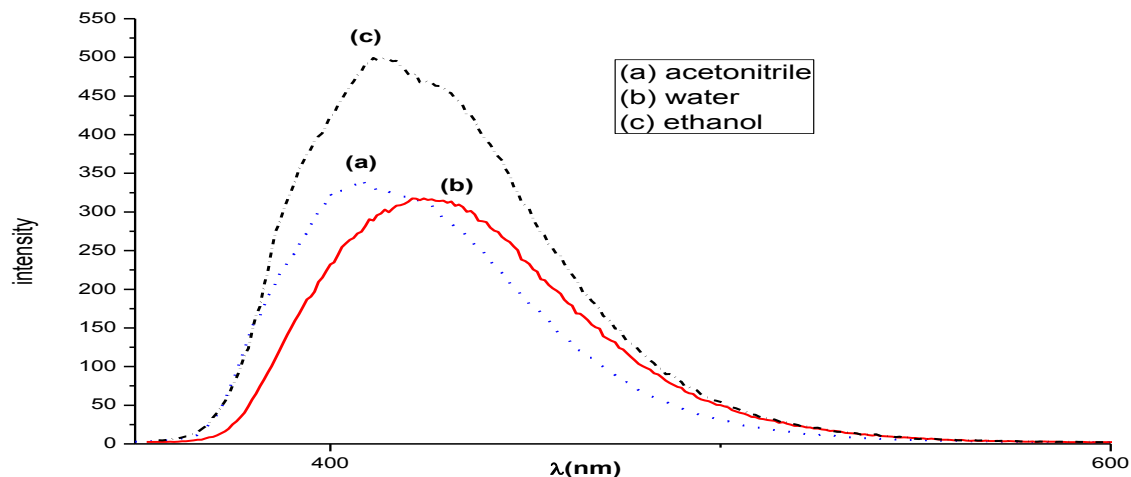 550
500
450
400
350
300
250
200
150
100
50
0
intensity
(c)
(a)
(b)
(a) acetonitrile
(b) water
(c) ethanol
400
600
λ(nm)